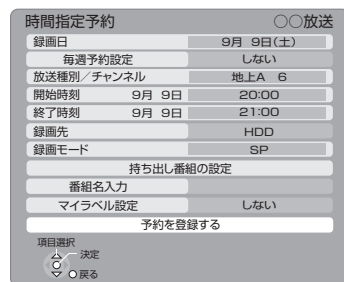 時間指定予約 ○○放送
録画日 9月 9日(土)
毎週予約設定 しない
放送種別／チャンネル 地上A 6
開始時刻 9月 9日 20:00
終了時刻 9月 9日 21:00
録画先 HDD
録画モード SP
持ち出し番組の設定
番組名入力
マイラベル設定 しない
予約を登録する
項目選択
決定
戻る